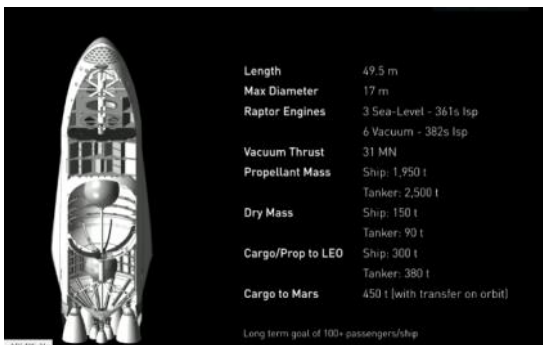 Length 49.5 m
Max Diameter 17 m
Raptor Engines 3 Sea-Level - 361s Isp
6 Vacuum - 382s Isp
Vacuum Thrust 31 MN
Propellant Mass Ship: 1,950 t
Tanker: 2,500 t
Dry Mass Ship: 150 t
Tanker: 90 t
Cargo/Prop to LEO Ship: 300 t
Tanker: 380 t
Cargo to Mars 450 t (with transfer on orbit)
Long term goal of 100+ passengers/ship